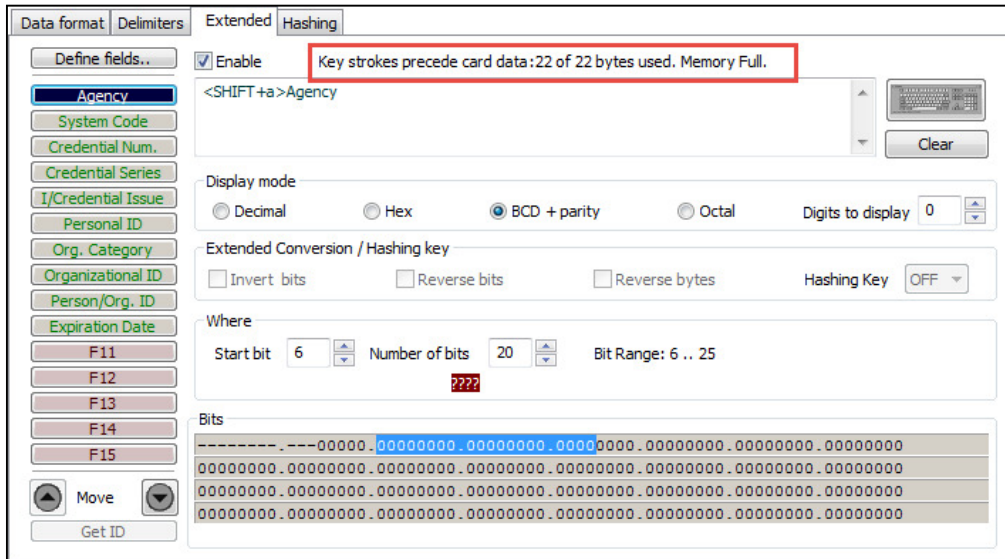 Data format Delimiters Extended Hashing
Define fields..
Enable
Key strokes precede card data:22 of 22 bytes used. Memory Full.
Agency
System Code
Credential Num.
Credential Series
I/Credential Issue
Personal ID
Org. Category
Organizational ID
Person/Org. ID
Expiration Date
F11
F12
F13
F14
F15
Move
Get ID
<SHIFT+a>Agency
Clear
Display mode
Decimal Hex BCD + parity Octal Digits to display 0
Extended Conversion / Hashing key
Invert bits Reverse bits Reverse bytes Hashing Key OFF
Where
Start bit 6 Number of bits 20 Bit Range: 6 .. 25
????
Bits
--------.---00000.00000000.00000000.00000000.00000000.00000000.00000000
00000000.00000000.00000000.00000000.00000000.00000000.00000000.00000000
00000000.00000000.00000000.00000000.00000000.00000000.00000000.00000000
00000000.00000000.00000000.00000000.00000000.00000000.00000000.00000000